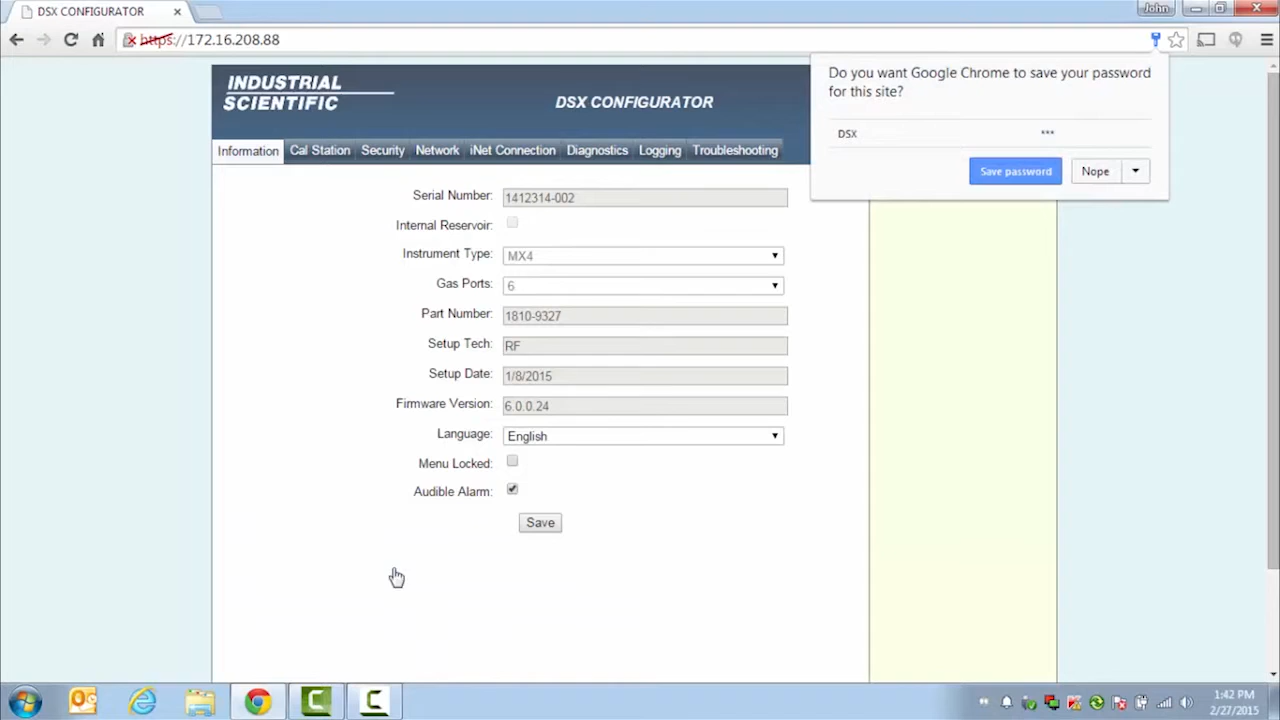 DSX CONFIGURATOR
John
https://172.16.208.88
INDUSTRIAL
SCIENTIFIC
DSX CONFIGURATOR
Information Cal Station Security Network iNet Connection Diagnostics Logging Troubleshooting
Do you want Google Chrome to save your password
for this site?
DSX ***
Save password Nope
Serial Number: 1412314-002
Internal Reservoir:
Instrument Type: MX4
Gas Ports: 6
Part Number: 1810-9327
Setup Tech: RF
Setup Date: 1/8/2015
Firmware Version: 6.0.0.24
Language: English
Menu Locked:
Audible Alarm:
Save
1:42 PM
2/27/2015